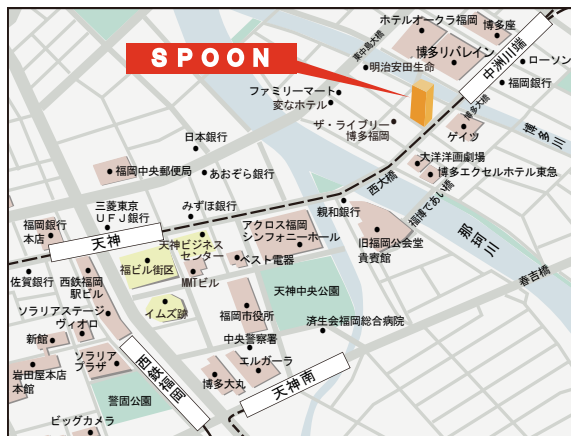 ホテルオークラ福岡
博多座
東中島大橋
博多リバレイン
中洲川端
SPOON
明治安田生命
ローソン
福岡銀行
ファミリーマート
変なホテル
博多大橋
ザ・ライブリー
博多福岡
ゲイツ
博多川
日本銀行
大洋洋画劇場
博多エクセルホテル東急
福岡中央郵便局
あおぞら銀行
西大橋
福博であい橋
三菱東京
UFJ銀行
みずほ銀行
親和銀行
那珂川
福岡銀行
本店
天神
天神ビジネス
センター
アクロス福岡
シンフォニーホール
旧福岡公会堂
貴賓館
ベスト電器
福ビル街区
MMTビル
佐賀銀行
西鉄福岡
駅ビル
春吉橋
天神中央公園
ソラリアステージ
ヴィオロ
イムズ跡
福岡市役所
済生会福岡総合病院
新館
中央警察署
ソラリア
プラザ
西鉄福岡
エルガーラ
岩田屋本店
本館
博多大丸
天神南
警固公園
ビッグカメラ